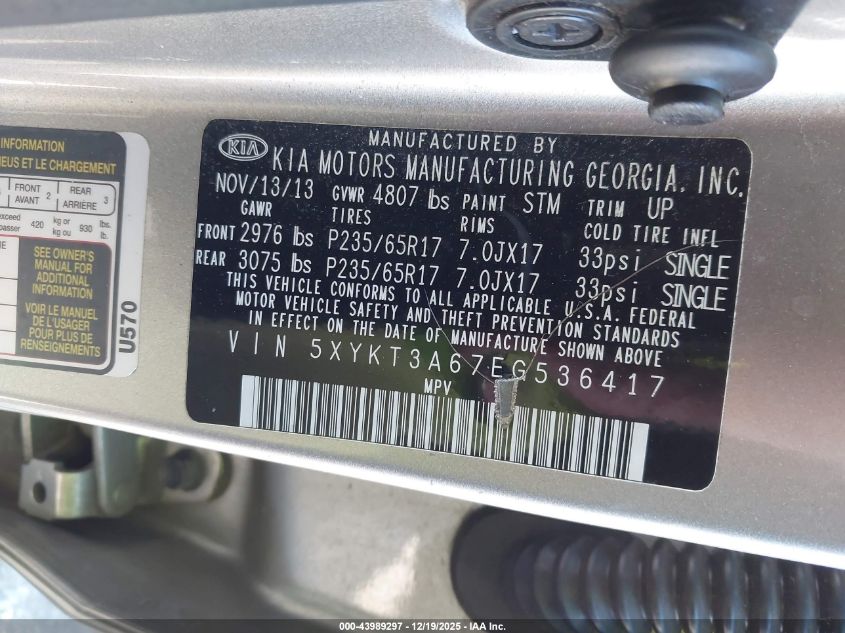 INFORMATION
NEUS ET LE CHARGEMENT
FRONT 2 REAR 3
AVANT ARRIÈRE
exceed 420 kg or 930 lbs.
passer kg ou lb.
SEE OWNER'S
MANUAL FOR
ADDITIONAL
INFORMATION
VOIR LE MANUEL
DE L'USAGER
POUR PLUS DE
RENSEIGNEMENTS
U570
KIA
MANUFACTURED BY
KIA MOTORS MANUFACTURING GEORGIA, INC.
NOV/13/13 GVWR 4807 lbs PAINT STM TRIM UP
GAWR TIRES RIMS COLD TIRE INFL
FRONT 2976 lbs P235/65R17 7.0JX17 33psi SINGLE
REAR 3075 lbs P235/65R17 7.0JX17 33psi SINGLE
THIS VEHICLE CONFORMS TO ALL APPLICABLE U.S.A. FEDERAL
MOTOR VEHICLE SAFETY AND THEFT PREVENTION STANDARDS
IN EFFECT ON THE DATE OF MANUFACTURE SHOWN ABOVE
VIN 5XYKT3A67EG536417
MPV
000-43989297 - 12/19/2025 - IAA Inc.